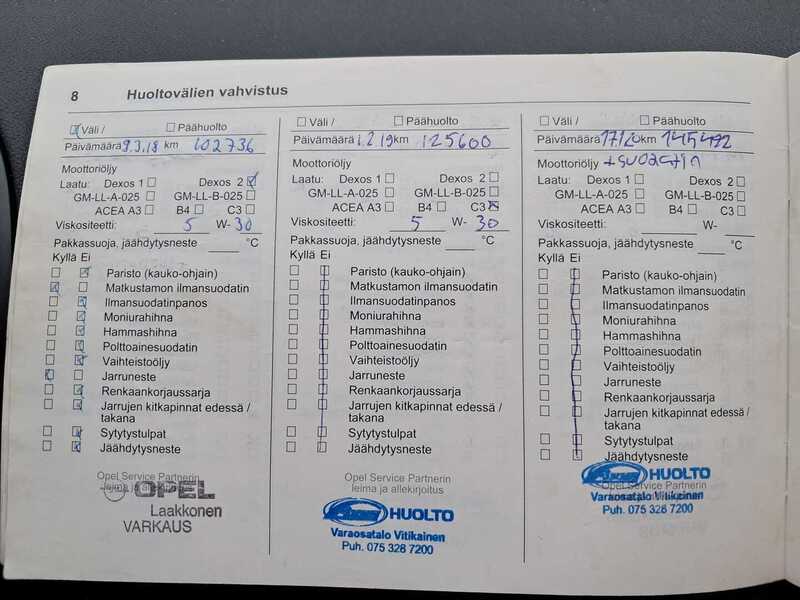 8 Huoltovälien vahvistus
Väli / Päähuolto
Päivämäärä 9.3.18 km 102736
Moottoriöljy
Laatu: Dexos 1 Dexos 2
GM-LL-A-025 GM-LL-B-025
ACEA A3 B4 C3
Viskositeetti: 5 W- 30
Pakkassuoja, jäähdytysneste °C
Kyllä Ei
Paristo (kauko-ohjain)
Matkustamon ilmansuodatin
Ilmansuodatinpanos
Moniurahihna
Hammashihna
Polttoainesuodatin
Vaihteistoöljy
Jarruneste
Renkaankorjaussarja
Jarrujen kitkapinnat edessä /
takana
Sytytystulpat
Jäähdytysneste
Opel Service Partnerin
leima ja
OPEL
Laakkonen
VARKAUS
Väli / Päähuolto
Päivämäärä 1.2.19 km 125600
Moottoriöljy
Laatu: Dexos 1 Dexos 2
GM-LL-A-025 GM-LL-B-025
ACEA A3 B4 C3
Viskositeetti: 5 W- 30
Pakkassuoja, jäähdytysneste °C
Kyllä Ei
Paristo (kauko-ohjain)
Matkustamon ilmansuodatin
Ilmansuodatinpanos
Moniurahihna
Hammashihna
Polttoainesuodatin
Vaihteistoöljy
Jarruneste
Renkaankorjaussarja
Jarrujen kitkapinnat edessä /
takana
Sytytystulpat
Jäähdytysneste
Opel Service Partnerin
leima ja allekirjoitus
HUOLTO
Varaosatalo Vitikainen
Puh. 075 328 7200
Väli / Päähuolto
Päivämäärä km
Moottoriöljy
Laatu: Dexos 1 Dexos 2
GM-LL-A-025 GM-LL-B-025
ACEA A3 B4 C3
Viskositeetti: W-
Pakkassuoja, jäähdytysneste °C
Kyllä Ei
Paristo (kauko-ohjain)
Matkustamon ilmansuodatin
Ilmansuodatinpanos
Moniurahihna
Hammashihna
Polttoainesuodatin
Vaihteistoöljy
Jarruneste
Renkaankorjaussarja
Jarrujen kitkapinnat edessä /
takana
Sytytystulpat
Jäähdytysneste
Opel Service Partnerin
HUOLTO
Varaosatalo Vitikainen
Puh. 075 328 7200